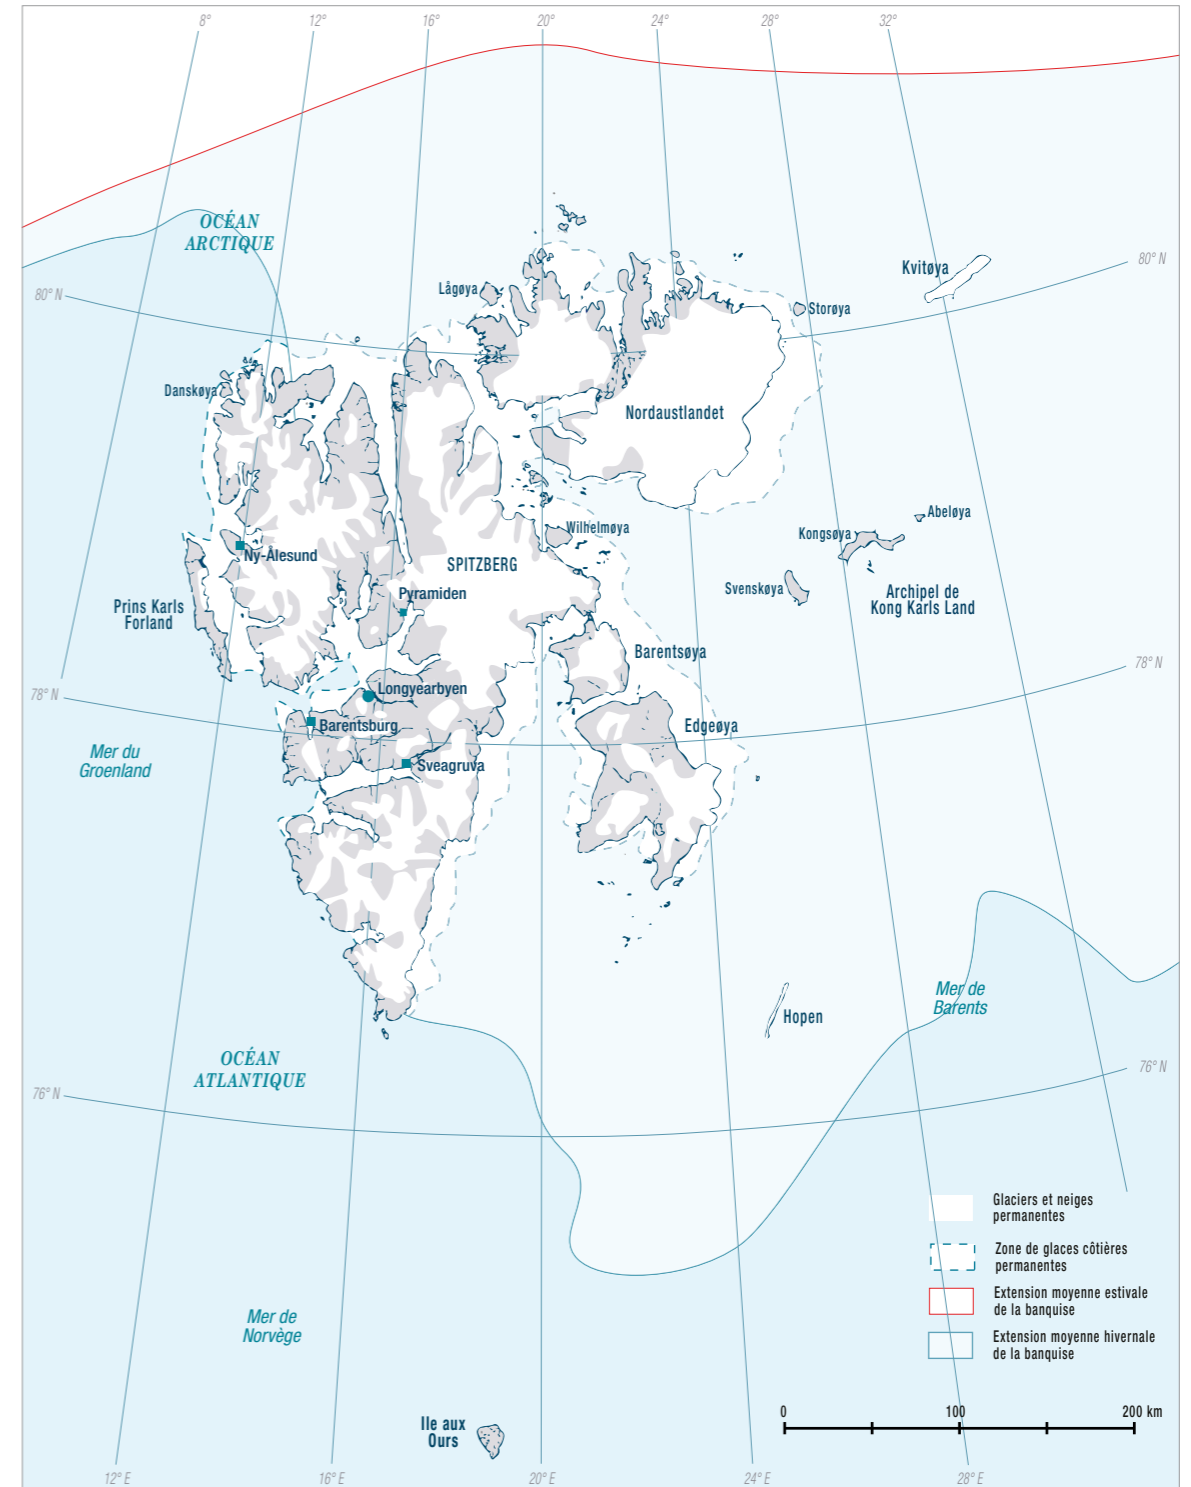 8°
12°
16°
20°
24°
28°
32°
OCÉAN
ARCTIQUE
80° N
80° N
Kvitøya
Lågøya
Storøya
Danskøya
Nordaustlandet
Abeløya
Wilhelmøya
Kongsøya
Ny-Ålesund
SPITZBERG
Svenskøya
Archipel de
Kong Karls Land
Pyramiden
Prins Karls
Forland
Barentsøya
78° N
78° N
Longyearbyen
Barentsburg
Edgeøya
Mer du
Groenland
Sveagruva
Mer de
Barents
Hopen
OCÉAN
ATLANTIQUE
76° N
76° N
Glaciers et neiges
permanentes
Zone de glaces côtières
permanentes
Extension moyenne estivale
de la banquise
Extension moyenne hivernale
de la banquise
Mer de
Norvège
0 100 200 km
Ile aux
Ours
12° E
16° E
20° E
24° E
28° E